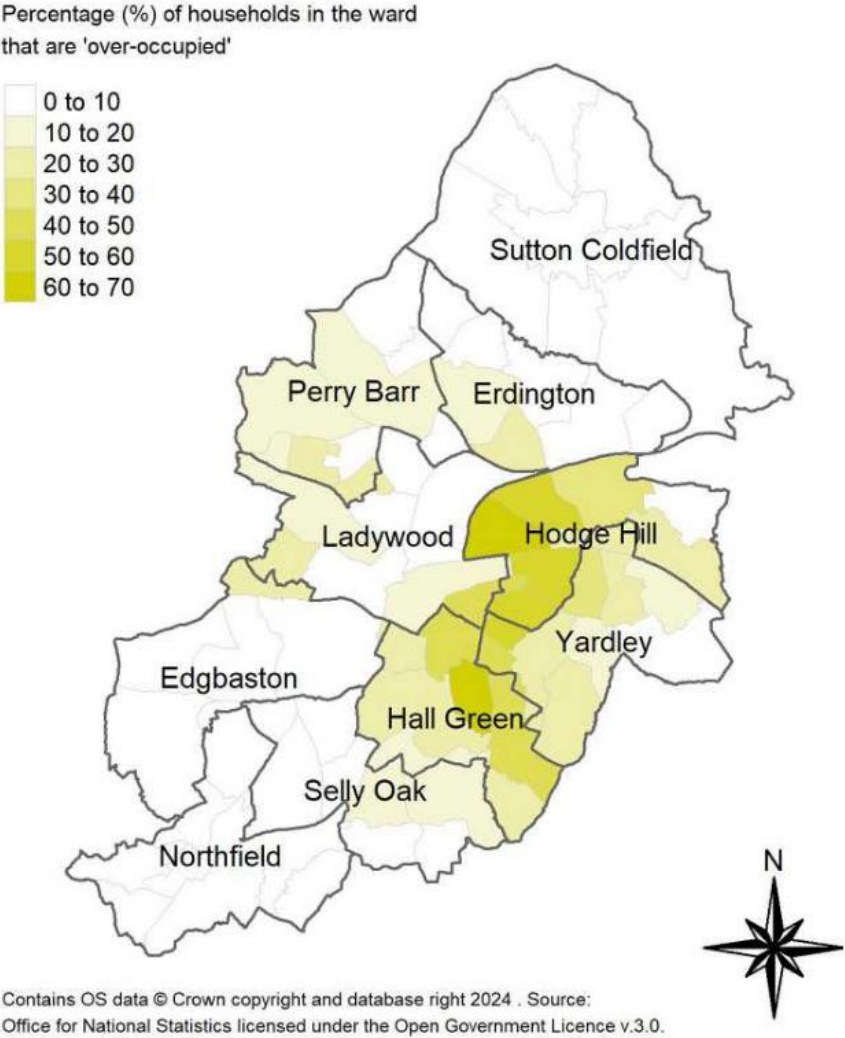 Percentage (%) of households in the ward
that are 'over-occupied'
0 to 10
10 to 20
20 to 30
30 to 40
40 to 50
50 to 60
60 to 70
Sutton Coldfield
Perry Barr
Erdington
Ladywood
Hodge Hill
Yardley
Edgbaston
Hall Green
Selly Oak
Northfield
N
Contains OS data © Crown copyright and database right 2024 . Source:
Office for National Statistics licensed under the Open Government Licence v.3.0.